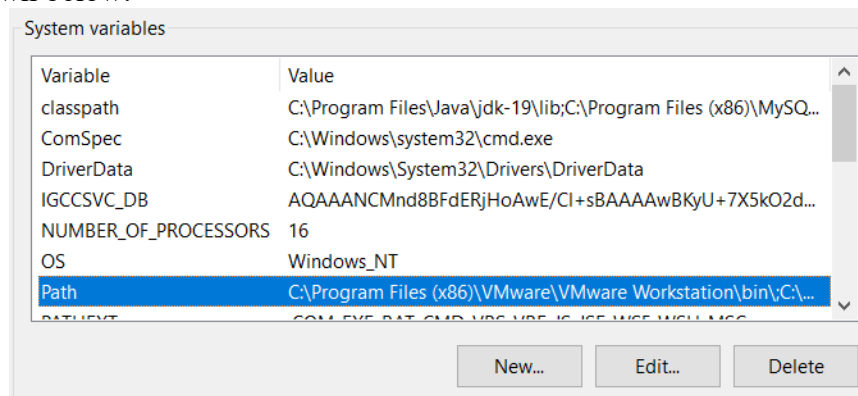 System variables
Variable Value
classpath C:\Program Files\Java\jdk-19\lib;C:\Program Files (x86)\MySQ...
ComSpec C:\Windows\system32\cmd.exe
DriverData C:\Windows\System32\Drivers\DriverData
IGCCSVC_DB AQAAANCMnd8BFdERjHoAwE/Cl+sBAAAAwBKyU+7X5kO2d...
NUMBER_OF_PROCESSORS 16
OS Windows_NT
Path C:\Program Files (x86)\VMware\VMware Workstation\bin\;C:\...
New... Edit... Delete